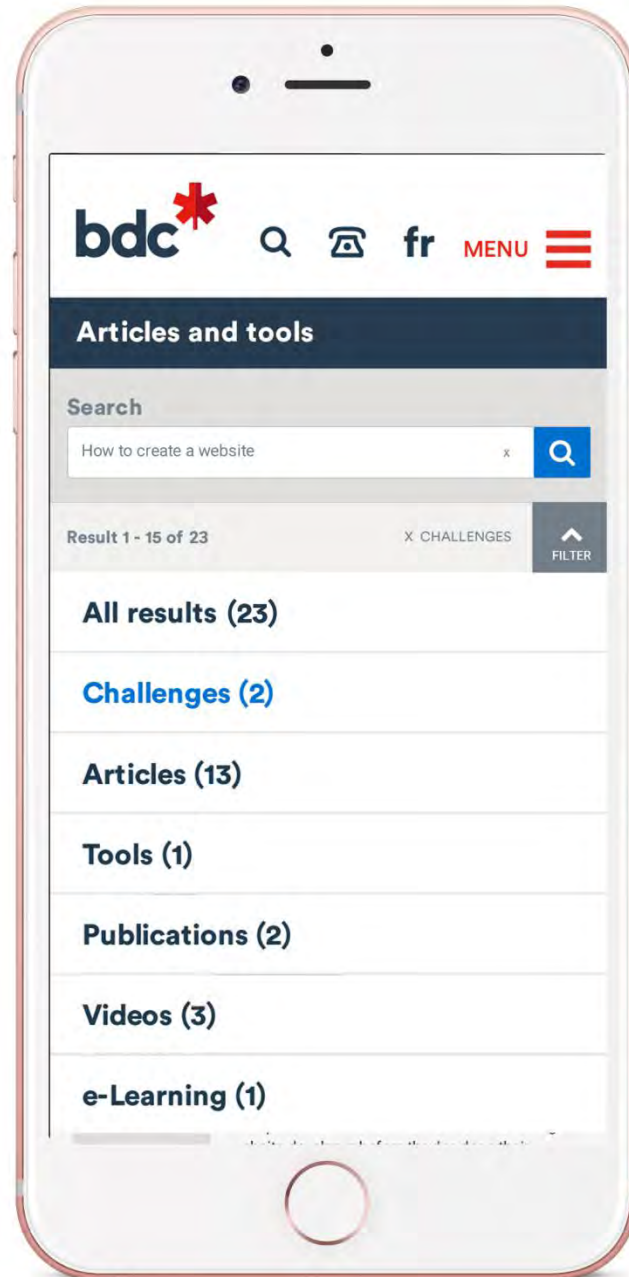 bdc
fr MENU
Articles and tools
Search
How to create a website x
Result 1 - 15 of 23 X CHALLENGES
FILTER
All results (23)
Challenges (2)
Articles (13)
Tools (1)
Publications (2)
Videos (3)
e-Learning (1)